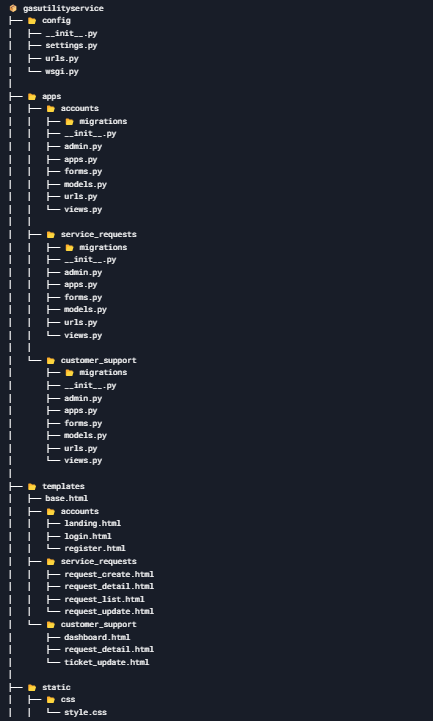 gasutilityservice
├── config
│   ├── __init__.py
│   ├── settings.py
│   ├── urls.py
│   └── wsgi.py
│
├── apps
│   ├── accounts
│   │   ├── migrations
│   │   ├── __init__.py
│   │   ├── admin.py
│   │   ├── apps.py
│   │   ├── forms.py
│   │   ├── models.py
│   │   ├── urls.py
│   │   └── views.py
│   │
│   ├── service_requests
│   │   ├── migrations
│   │   ├── __init__.py
│   │   ├── admin.py
│   │   ├── apps.py
│   │   ├── forms.py
│   │   ├── models.py
│   │   ├── urls.py
│   │   └── views.py
│   │
│   └── customer_support
│       ├── migrations
│       ├── __init__.py
│       ├── admin.py
│       ├── apps.py
│       ├── forms.py
│       ├── models.py
│       ├── urls.py
│       └── views.py
│
├── templates
│   ├── base.html
│   ├── accounts
│   │   ├── landing.html
│   │   ├── login.html
│   │   └── register.html
│   ├── service_requests
│   │   ├── request_create.html
│   │   ├── request_detail.html
│   │   ├── request_list.html
│   │   └── request_update.html
│   └── customer_support
│       ├── dashboard.html
│       ├── request_detail.html
│       └── ticket_update.html
│
├── static
│   ├── css
│   │   └── style.css